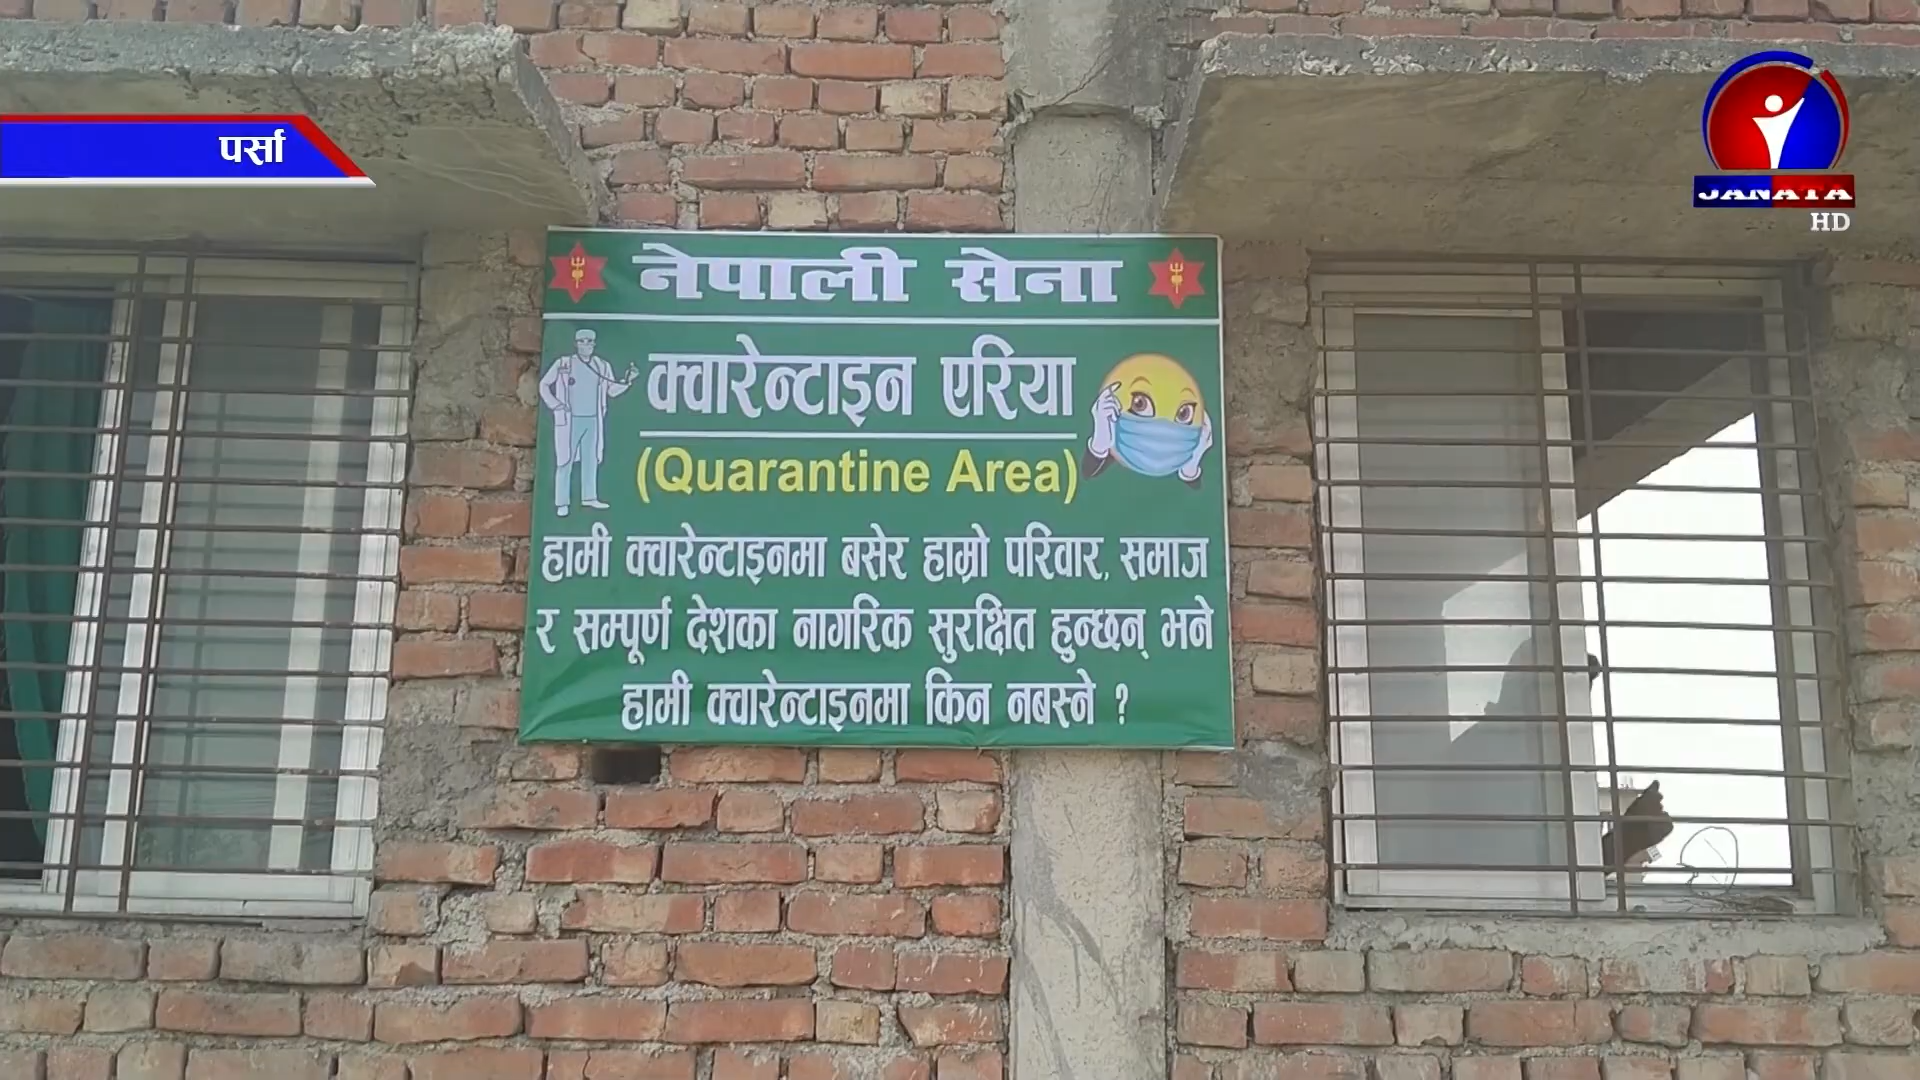 पर्सा
JANATA
HD
नेपाली सेना
क्वारेन्टाइन एरिया
(Quarantine Area)
हामी क्वारेन्टाइनमा बसेर हाम्रो परिवार, समाज
र सम्पूर्ण देशका नागरिक सुरक्षित हुन्छन् भने
हामी क्वारेन्टाइनमा किन नबस्ने ?